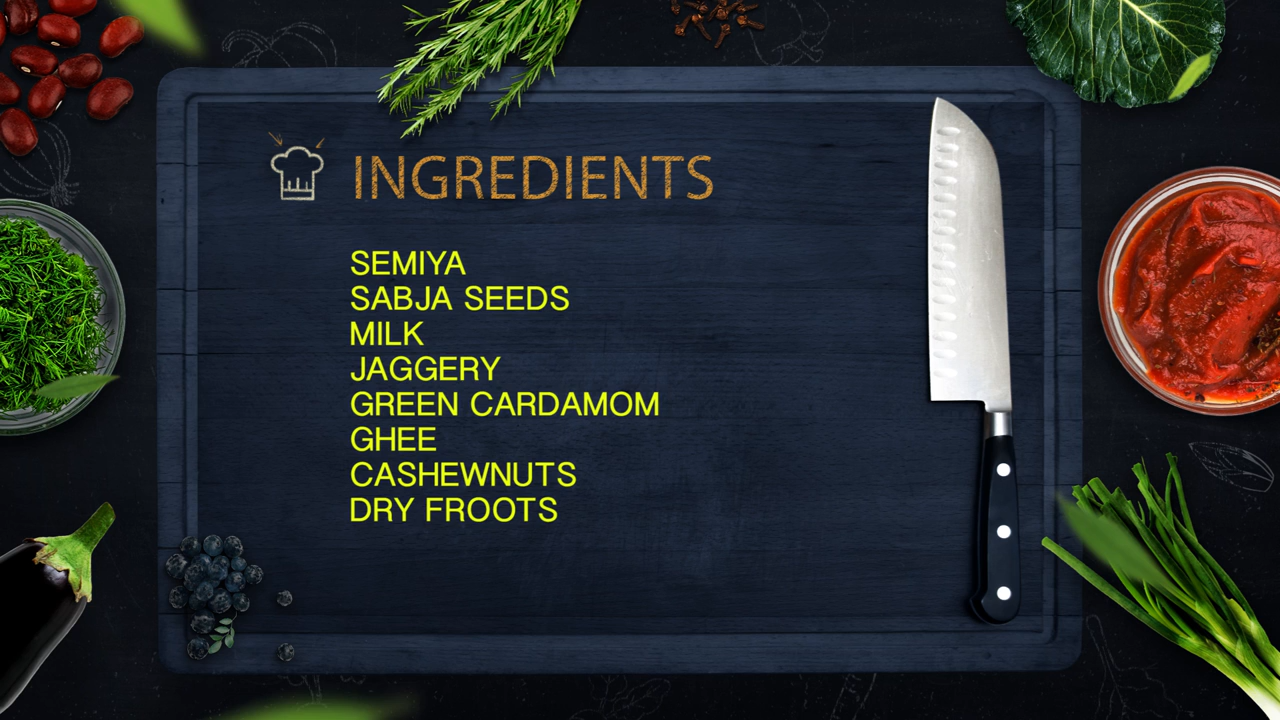 INGREDIENTS
SEMIYA
SABJA SEEDS
MILK
JAGGERY
GREEN CARDAMOM
GHEE
CASHEWNUTS
DRY FROOTS